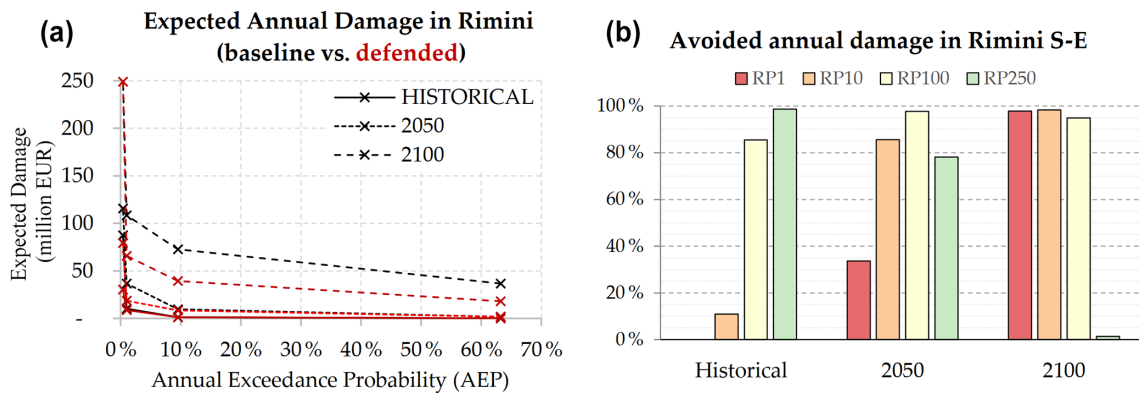 (a)
Expected Annual Damage in Rimini
(baseline vs. defended)
Expected Damage
(million EUR)
250
200
150
100
50
-
HISTORICAL
2050
2100
0 % 10 % 20 % 30 % 40 % 50 % 60 % 70 %
Annual Exceedance Probability (AEP)
(b)
Avoided annual damage in Rimini S-E
RP1 RP10 RP100 RP250
100 %
80 %
60 %
40 %
20 %
0 %
Historical 2050 2100